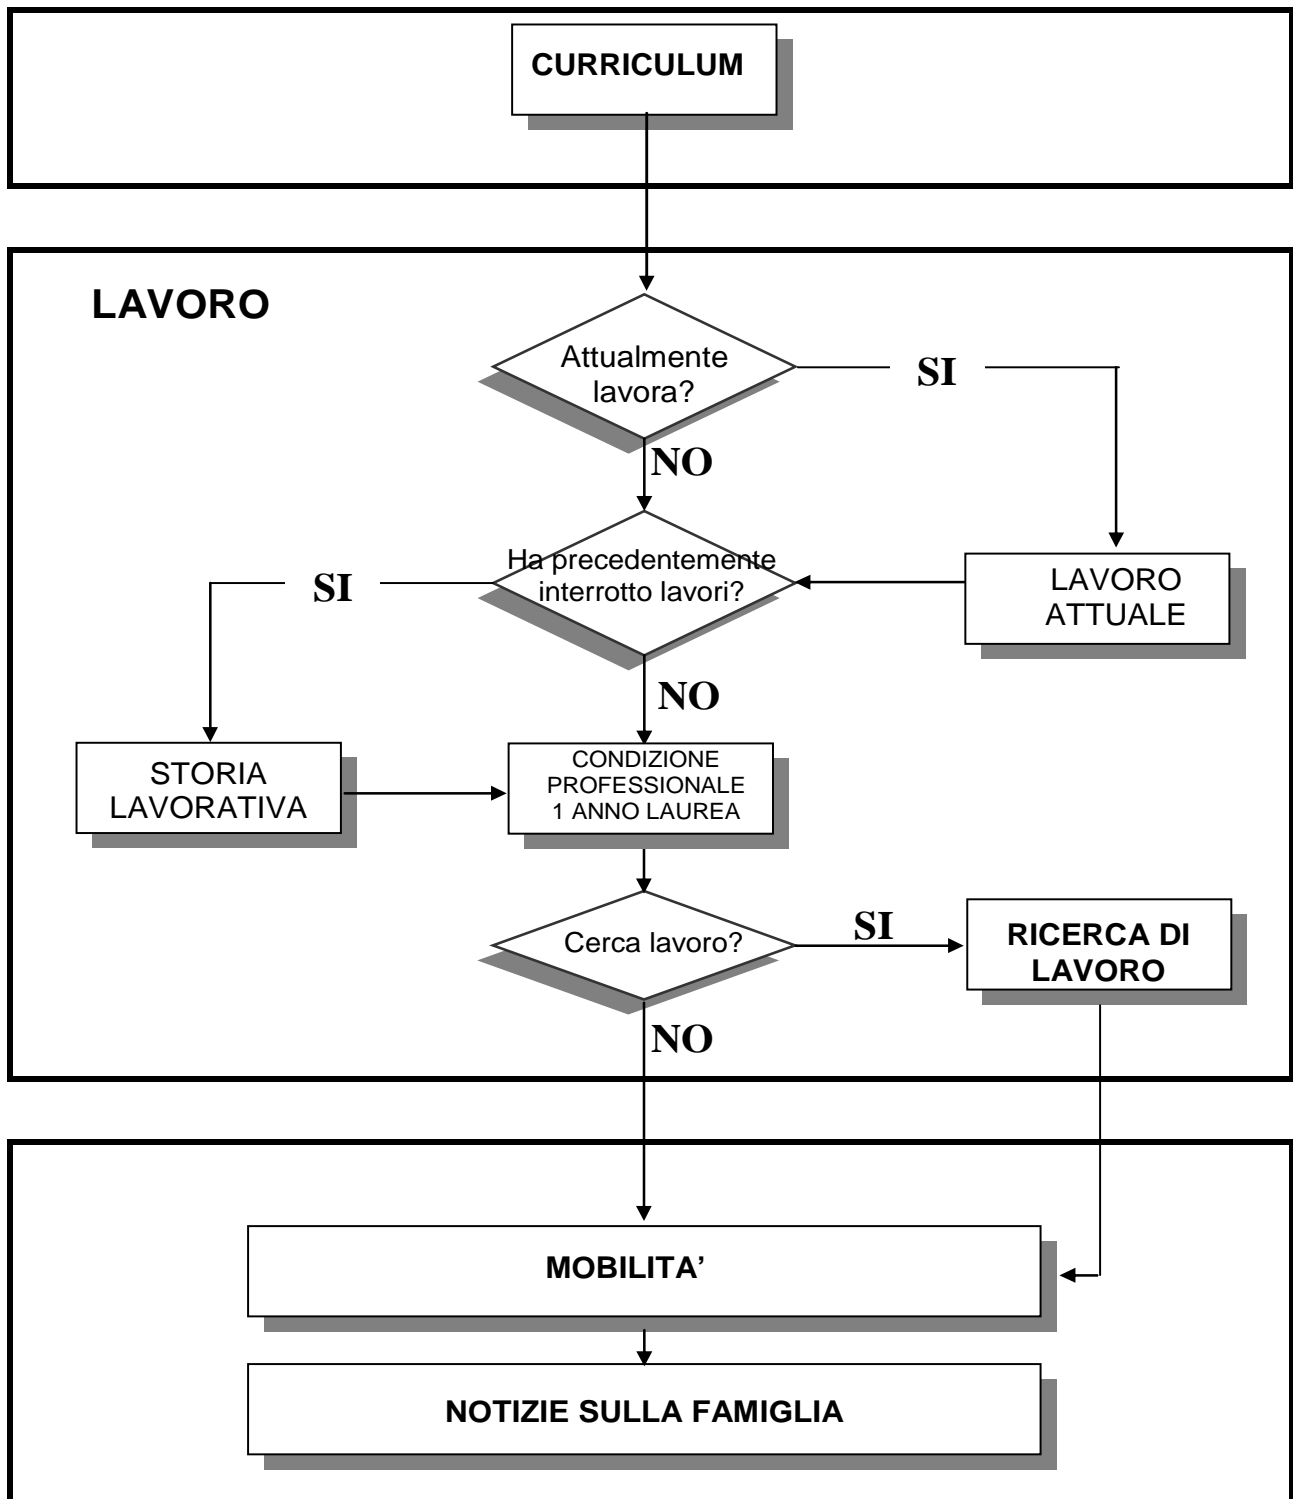 CURRICULUM
LAVORO
Attualmente
lavora?
SI
NO
Ha precedentemente
interrotto lavori?
SI
LAVORO
ATTUALE
NO
STORIA
LAVORATIVA
CONDIZIONE
PROFESSIONALE
1 ANNO LAUREA
Cerca lavoro?
SI
RICERCA DI
LAVORO
NO
MOBILITA’
NOTIZIE SULLA FAMIGLIA